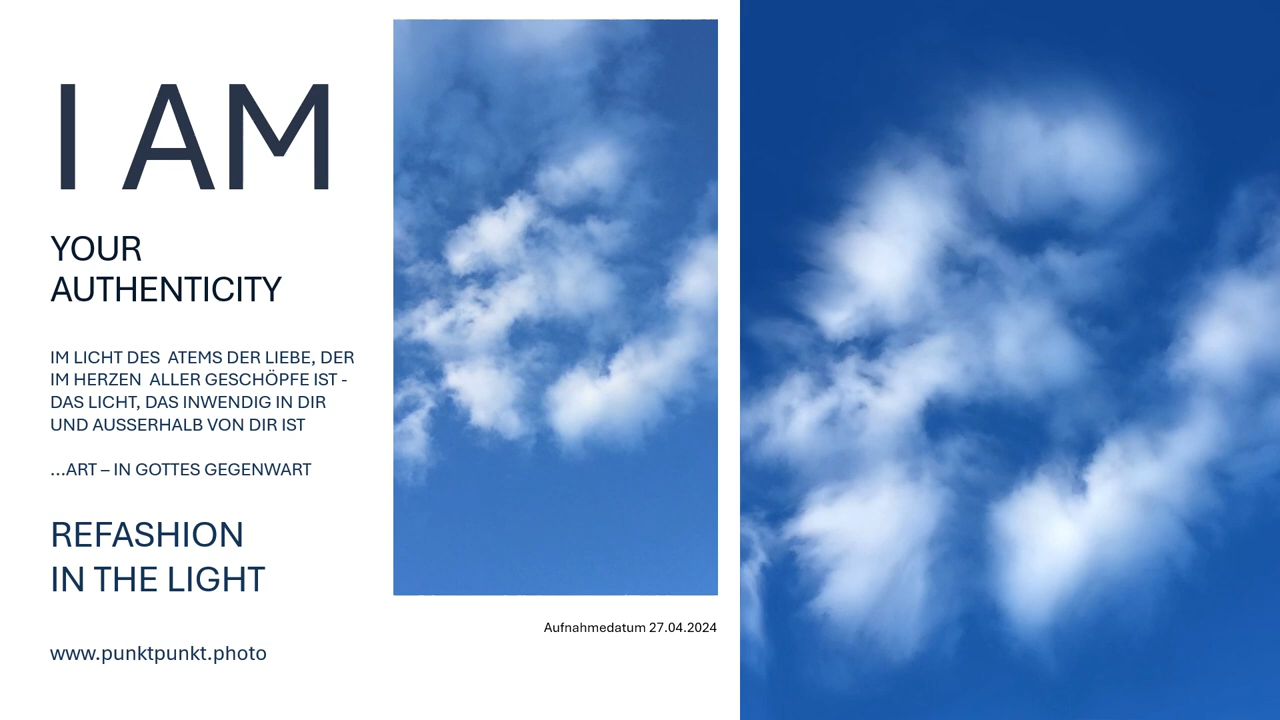 I AM
YOUR
AUTHENTICITY
IM LICHT DES  ATEMS DER LIEBE, DER
IM HERZEN  ALLER GESCHÖPFE IST -
DAS LICHT, DAS INWENDIG IN DIR
UND AUSSERHALB VON DIR IST
...ART – IN GOTTES GEGENWART
REFASHION
IN THE LIGHT
www.punktpunkt.photo
Aufnahmedatum 27.04.2024